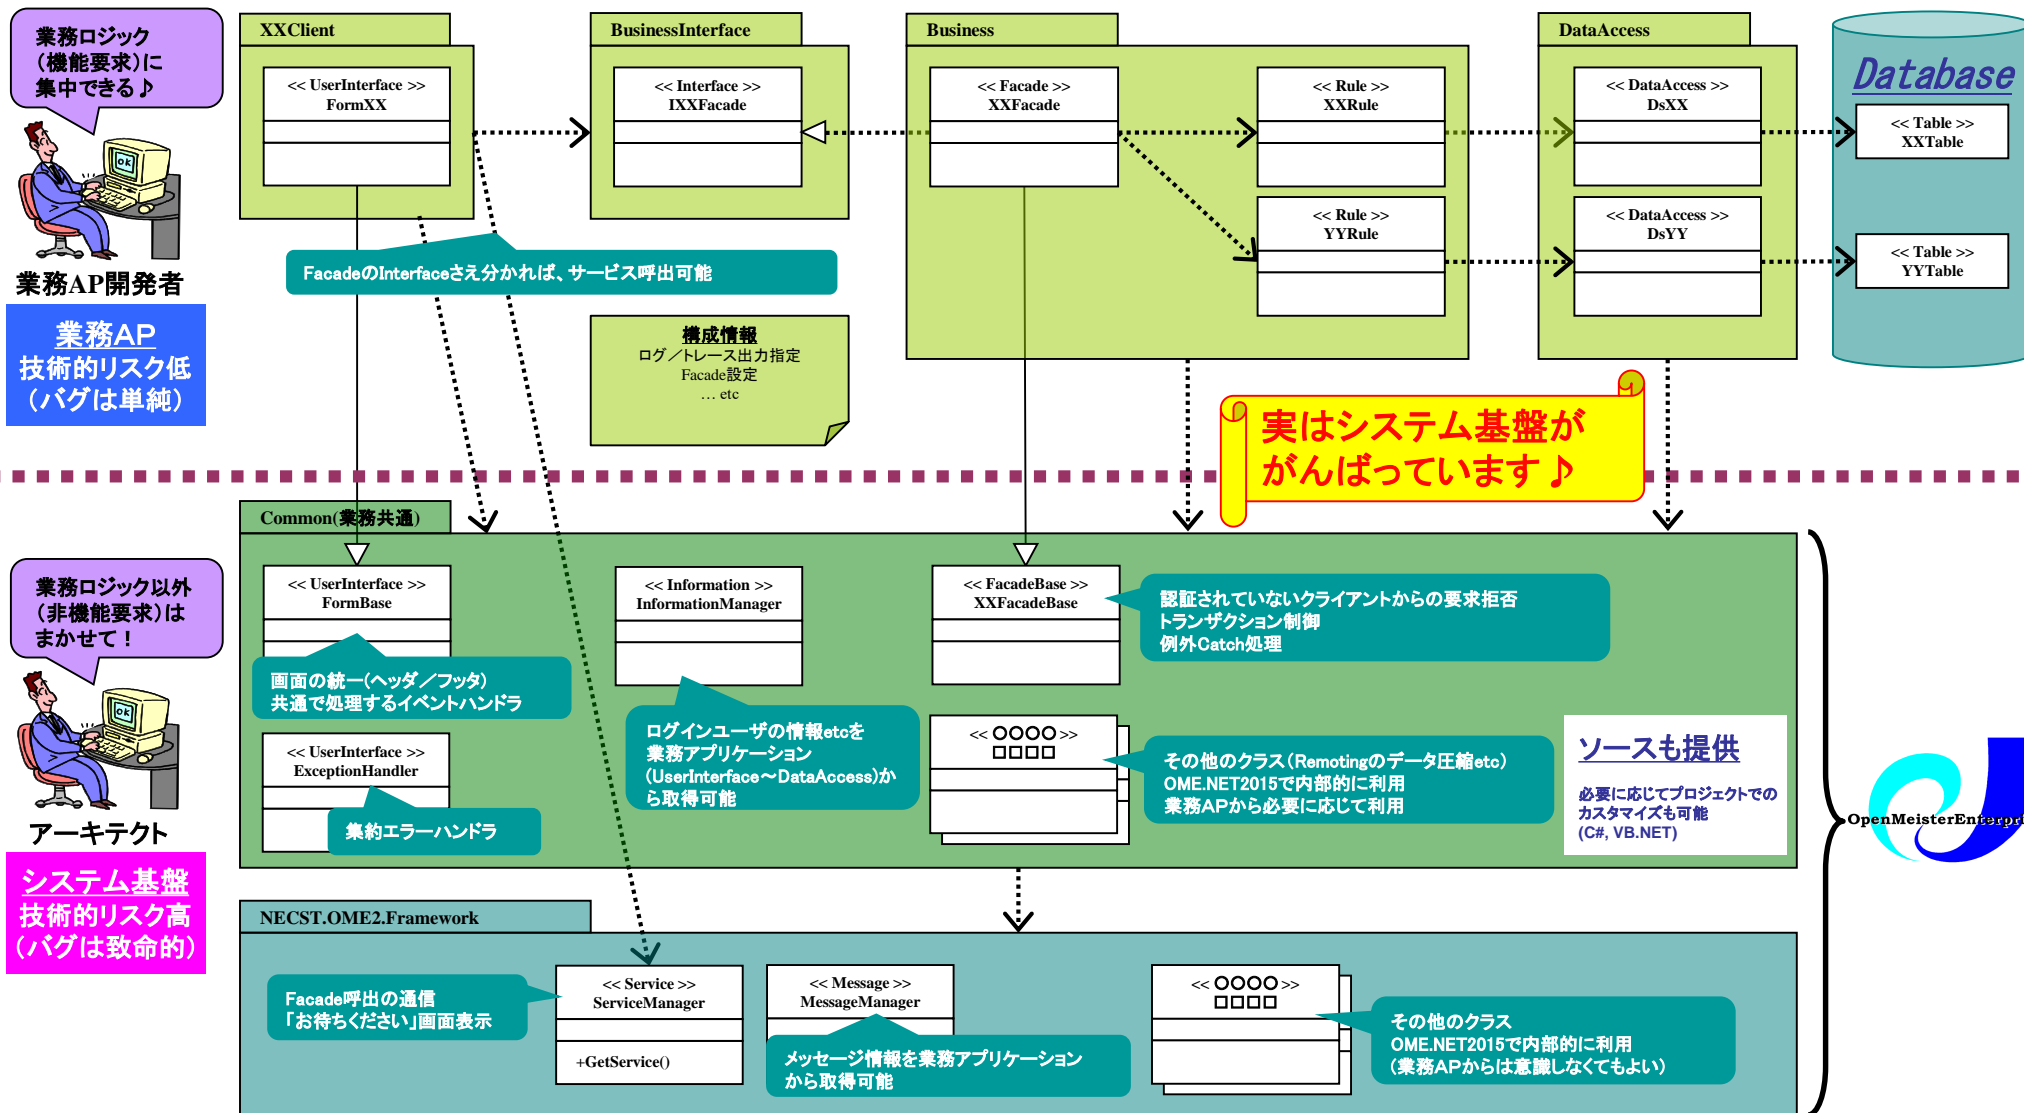 業務ロジック
（機能要求）に
集中できる♪
業務AP開発者
業務AP
技術的リスク低
（バグは単純）
XXClient
<< UserInterface >>
FormXX
BusinessInterface
<< Interface >>
IXXFacade
Business
<< Facade >>
XXFacade
<< Rule >>
XXRule
<< Rule >>
YYRule
DataAccess
<< DataAccess >>
DsXX
<< DataAccess >>
DsYY
Database
<< Table >>
XXTable
<< Table >>
YYTable
FacadeのInterfaceさえ分かれば、サービス呼出可能
構成情報
ログ／トレース出力指定
Facade設定
… etc
実はシステム基盤が
がんばっています♪
業務ロジック以外
（非機能要求）は
まかせて！
アーキテクト
システム基盤
技術的リスク高
（バグは致命的）
Common(業務共通)
<< UserInterface >>
FormBase
画面の統一(ヘッダ／フッタ)
共通で処理するイベントハンドラ
<< UserInterface >>
ExceptionHandler
集約エラーハンドラ
<< Information >>
InformationManager
ログインユーザの情報etcを
業務アプリケーション
(UserInterface～DataAccess)か
ら取得可能
<< FacadeBase >>
XXFacadeBase
認証されていないクライアントからの要求拒否
トランザクション制御
例外Catch処理
<< ○○○○ >>
□□□□
その他のクラス（Remotingのデータ圧縮etc）
OME.NET2015で内部的に利用
業務APから必要に応じて利用
ソースも提供
必要に応じてプロジェクトでの
カスタマイズも可能
(C#, VB.NET)
NECST.OME2.Framework
Facade呼出の通信
「お待ちください」画面表示
<< Service >>
ServiceManager
+GetService()
<< Message >>
MessageManager
メッセージ情報を業務アプリケーション
から取得可能
<< ○○○○ >>
□□□□
その他のクラス
OME.NET2015で内部的に利用
(業務APからは意識しなくてもよい)